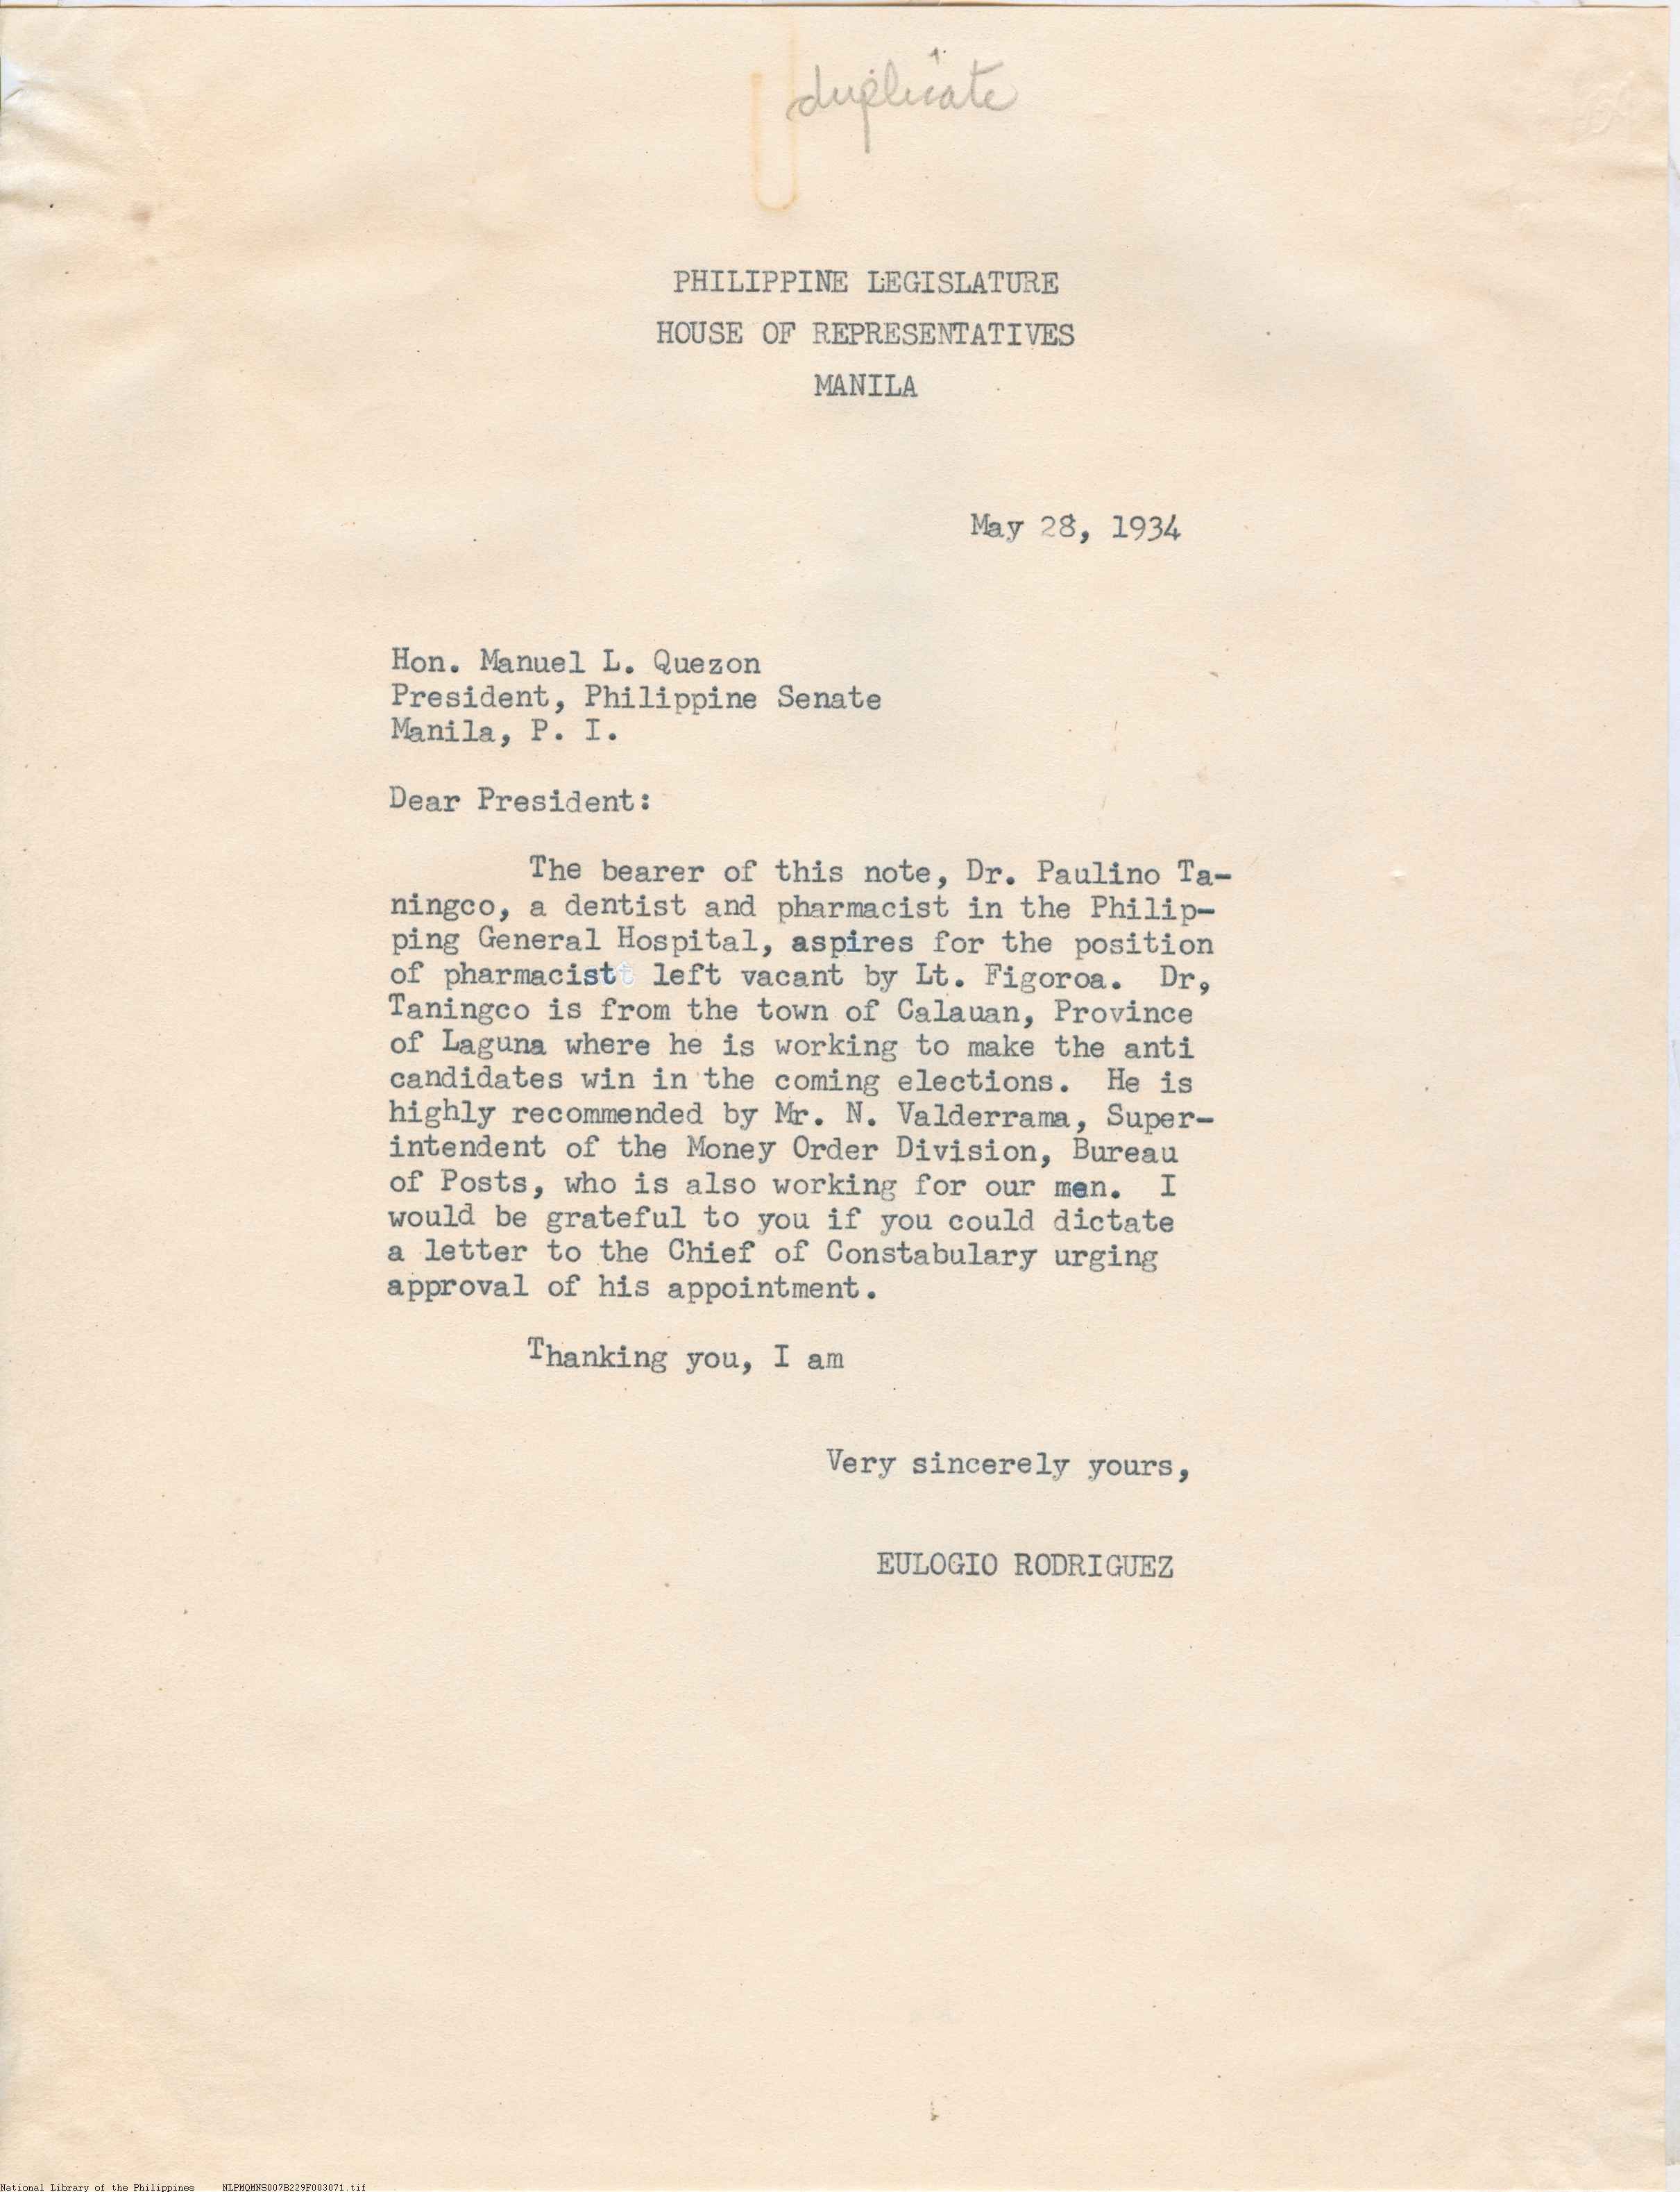 duplicate
PHILIPPINE LEGISLATURE
HOUSE OF REPRESENTATIVES
MANILA
May 28, 1934
Hon. Manuel L. Quezon
President, Philippine Senate
Manila, P. I.
Dear President:
The bearer of this note, Dr. Paulino Ta-
ningco, a dentist and pharmacist in the Philip-
ping General Hospital, aspires for the position
of pharmacist left vacant by Lt. Figoroa. Dr,
Taningco is from the town of Calauan, Province
of Laguna where he is working to make the anti
candidates win in the coming elections. He is
highly recommended by Mr. N. Valderrama, Super-
intendent of the Money Order Division, Bureau
of Posts, who is also working for our men. I
would be grateful to you if you could dictate
a letter to the Chief of Constabulary urging
approval of his appointment.
Thanking you, I am
Very sincerely yours,
EULOGIO RODRIGUEZ
National Library of the Philippines NLPMQMNS007B229F003071.tif